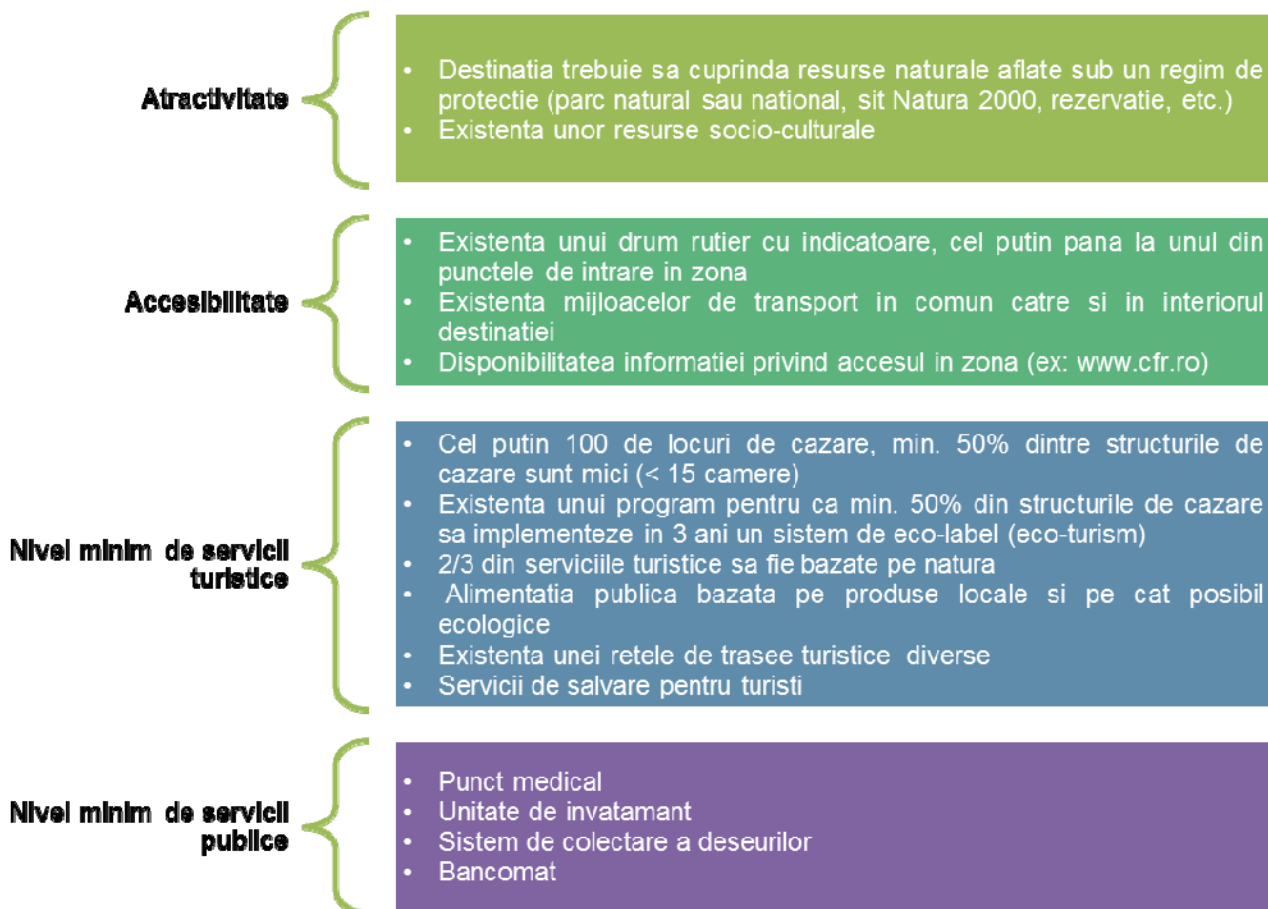 Atractivitate
• Destinatia trebuie sa cuprinda resurse naturale aflate sub un regim de
protectie (parc natural sau national, sit Natura 2000, rezervatie, etc.)
• Existenta unor resurse socio-culturale
Accesibilitate
• Existenta unui drum rutier cu indicatoare, cel putin pana la unul din
punctele de intrare in zona
• Existenta mijloacelor de transport in comun catre si in interiorul
destinatiei
• Disponibilitatea informatiei privind accesul in zona (ex: www.cfr.ro)
Nivel minim de servicii
turistice
• Cel putin 100 de locuri de cazare, min. 50% dintre structurile de
cazare sunt mici (< 15 camere)
• Existenta unui program pentru ca min. 50% din structurile de cazare
sa implementeze in 3 ani un sistem de eco-label (eco-turism)
• 2/3 din serviciile turistice sa fie bazate pe natura
• Alimentatia publica bazata pe produse locale si pe cat posibil
ecologice
• Existenta unei retele de trasee turistice diverse
• Servicii de salvare pentru turisti
Nivel minim de servicii
publice
• Punct medical
• Unitate de invatamant
• Sistem de colectare a deseurilor
• Bancomat